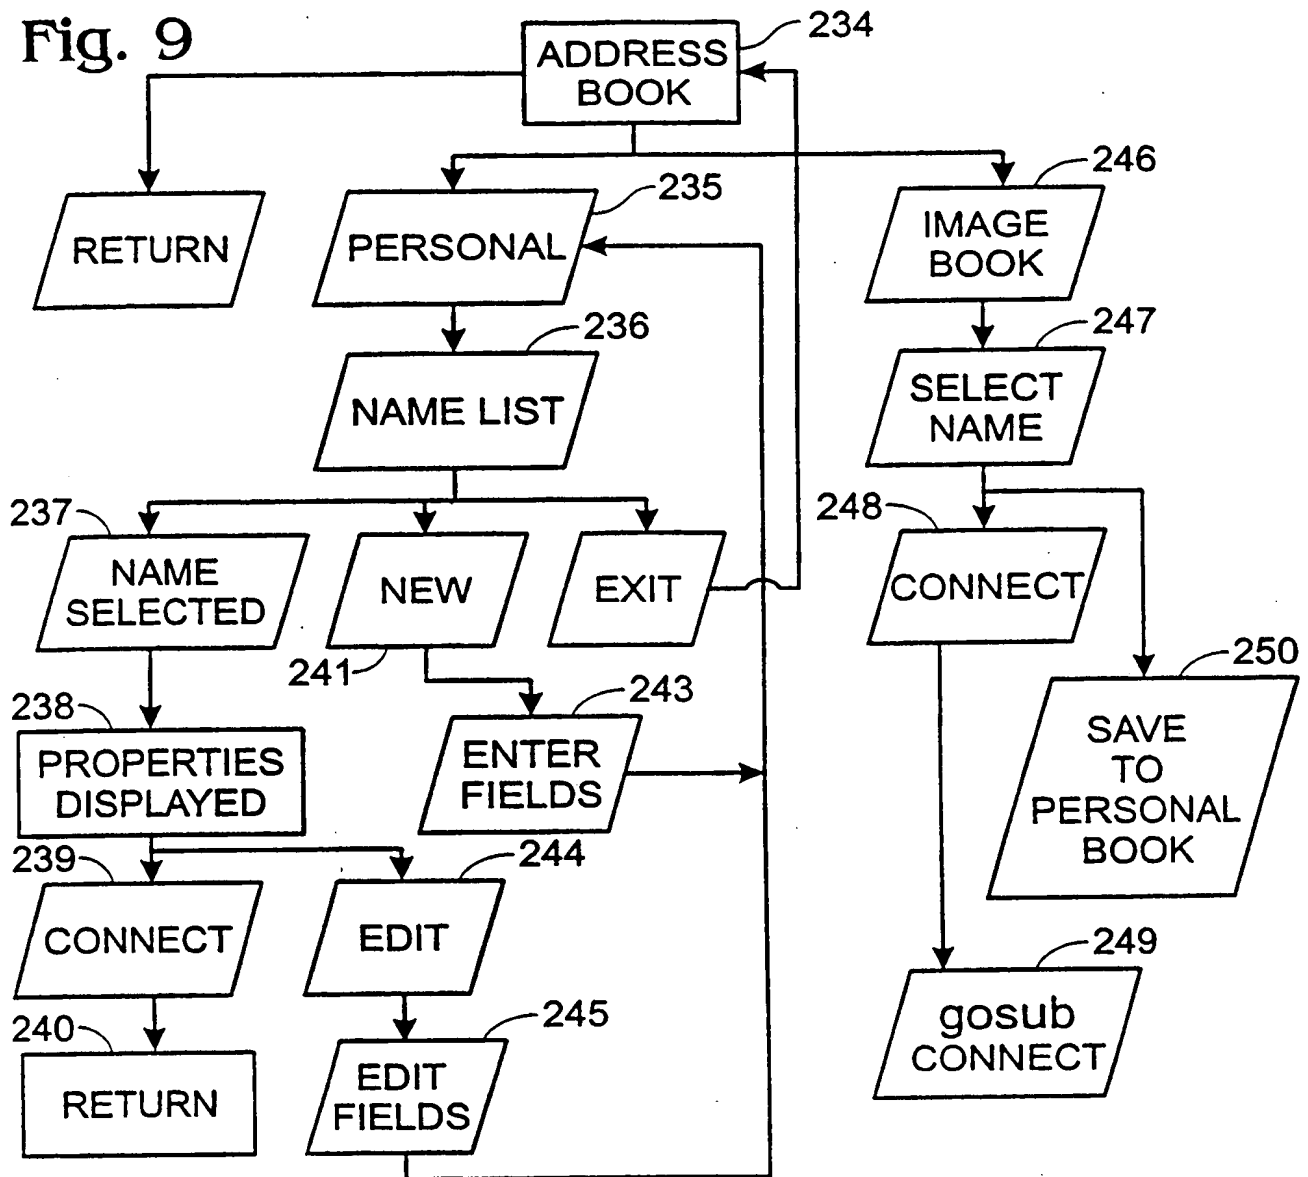 Fig. 9
234
ADDRESS
BOOK
RETURN
235
PERSONAL
246
IMAGE
BOOK
236
NAME LIST
247
SELECT
NAME
237
NAME
SELECTED
NEW
241
EXIT
248
CONNECT
238
PROPERTIES
DISPLAYED
243
ENTER
FIELDS
250
SAVE
TO
PERSONAL
BOOK
239
CONNECT
244
EDIT
249
gosub
CONNECT
240
RETURN
245
EDIT
FIELDS